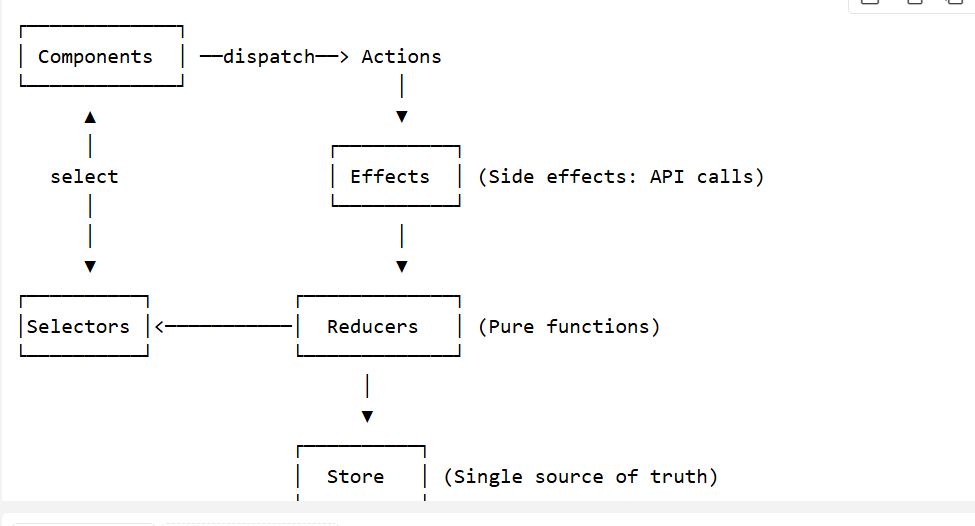 Components —dispatch—> Actions
select
Effects (Side effects: API calls)
Selectors Reducers (Pure functions)
Store (Single source of truth)